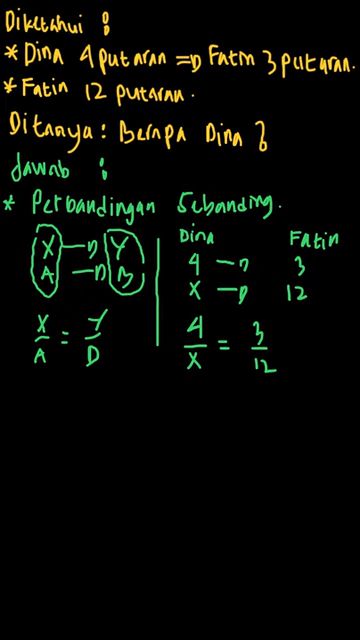 Diketahui :
* Dina 4 putaran => Fatin 3 putaran.
* Fatin 12 putaran.
Ditanya : Berapa Dina ?
Jawab :
* Perbandingan Sebanding.
X → Y
A → B
X/A = Y/B
Dina Fatin
4 → 3
X → 12
4/X = 3/12